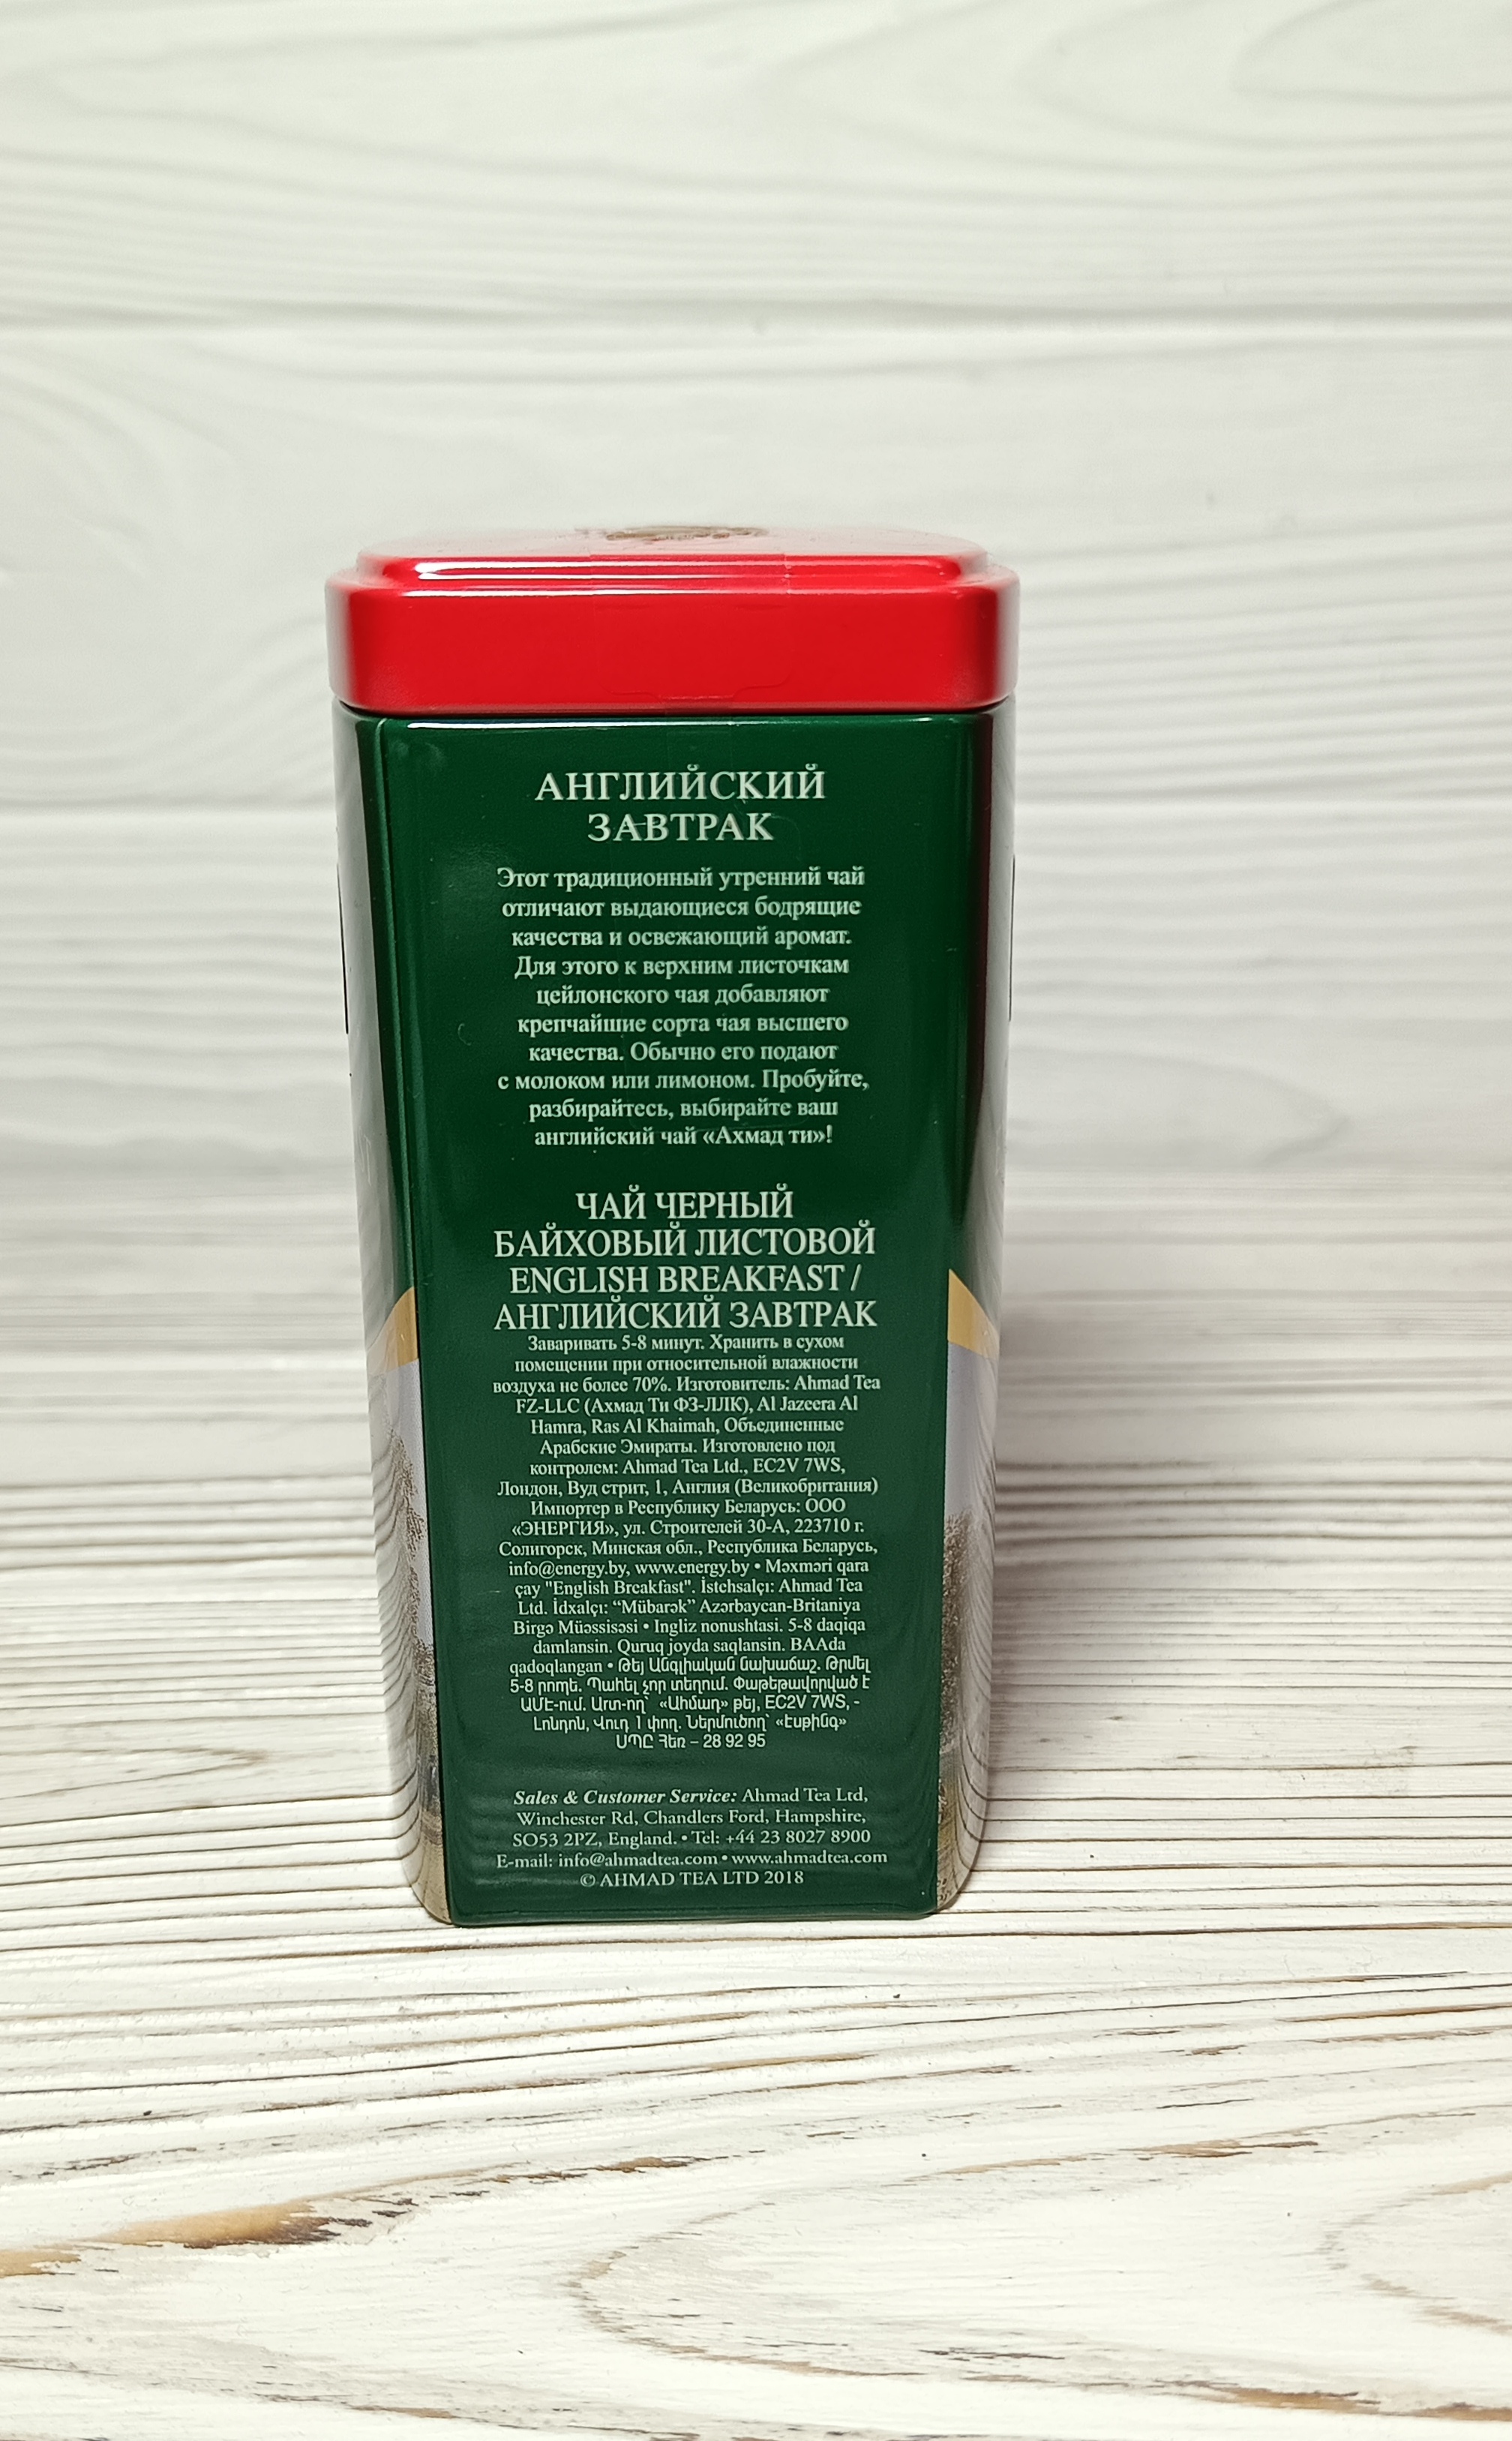 АНГЛИЙСКИЙ
ЗАВТРАК
Этот традиционный утренний чай
отличают выдающиеся бодрящие
качества и освежающий аромат.
Для этого к верхним листочкам
цейлонского чая добавляют
крепчайшие сорта чая высшего
качества. Обычно его подают
с молоком или лимоном. Пробуйте,
разбирайтесь, выбирайте ваш
английский чай «Ахмад ти»!
ЧАЙ ЧЕРНЫЙ
БАЙХОВЫЙ ЛИСТОВОЙ
ENGLISH BREAKFAST /
АНГЛИЙСКИЙ ЗАВТРАК
Заваривать 5-8 минут. Хранить в сухом
помещении при относительной влажности
воздуха не более 70%. Изготовитель: Ahmad Tea
FZ-LLC (Ахмад Ти ФЗ-ЛЛК), Al Jazeera Al
Hamra, Ras Al Khaimah, Объединенные
Арабские Эмираты. Изготовлено под
контролем: Ahmad Tea Ltd., EC2V 7WS,
Лондон, Вуд стрит, 1, Англия (Великобритания)
Импортер в Республику Беларусь: ООО
«ЭНЕРГИЯ», ул. Строителей 30-А, 223710 г.
Солигорск, Минская обл., Республика Беларусь,
info@energy.by, www.energy.by • Məxməri qara
çay "English Breakfast". İstehsalçı: Ahmad Tea
Ltd. İdxalçı: “Mübarək” Azərbaycan-Britaniya
Birgə Müəssisəsi • Ingliz nonushtasi. 5-8 daqiqa
damlansin. Quruq joyda saqlansin. BAAda
qadoqlangan • Թեյ Անգլիական նախաճաշ. Թրմել
5-8 րոպե. Պահել չոր տեղում. Փաթեթավորված է
ԱՄԷ-ում. Արտ-ող՝ «Ահմադ» թեյ, EC2V 7WS, -
Լոնդոն, Վուդ 1 փող. Ներմուծող՝ «Էսթինգ»
ՍՊԸ Հեռ – 28 92 95
Sales & Customer Service: Ahmad Tea Ltd,
Winchester Rd, Chandlers Ford, Hampshire,
SO53 2PZ, England. • Tel: +44 23 8027 8900
E-mail: info@ahmadtea.com • www.ahmadtea.com
© AHMAD TEA LTD 2018